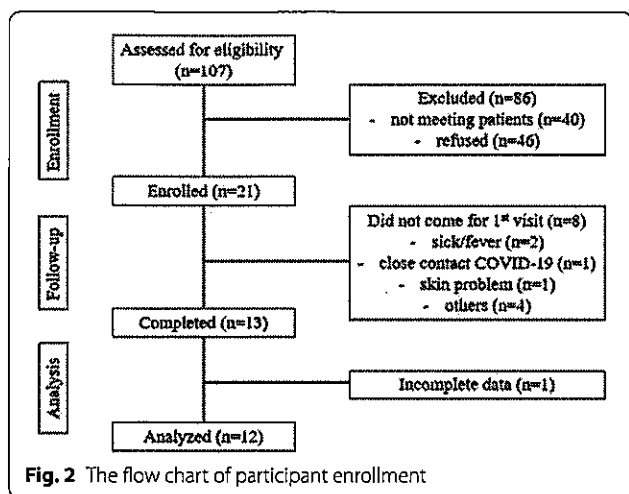 Assessed for eligibility
(n=107)
Enrollment
Excluded (n=86)
- not meeting patients (n=40)
- refused (n=46)
Enrolled (n=21)
Follow-up
Did not come for 1st visit (n=8)
- sick/fever (n=2)
- close contact COVID-19 (n=1)
- skin problem (n=1)
- others (n=4)
Completed (n=13)
Analysis
Incomplete data (n=1)
Analyzed (n=12)
Fig. 2 The flow chart of participant enrollment